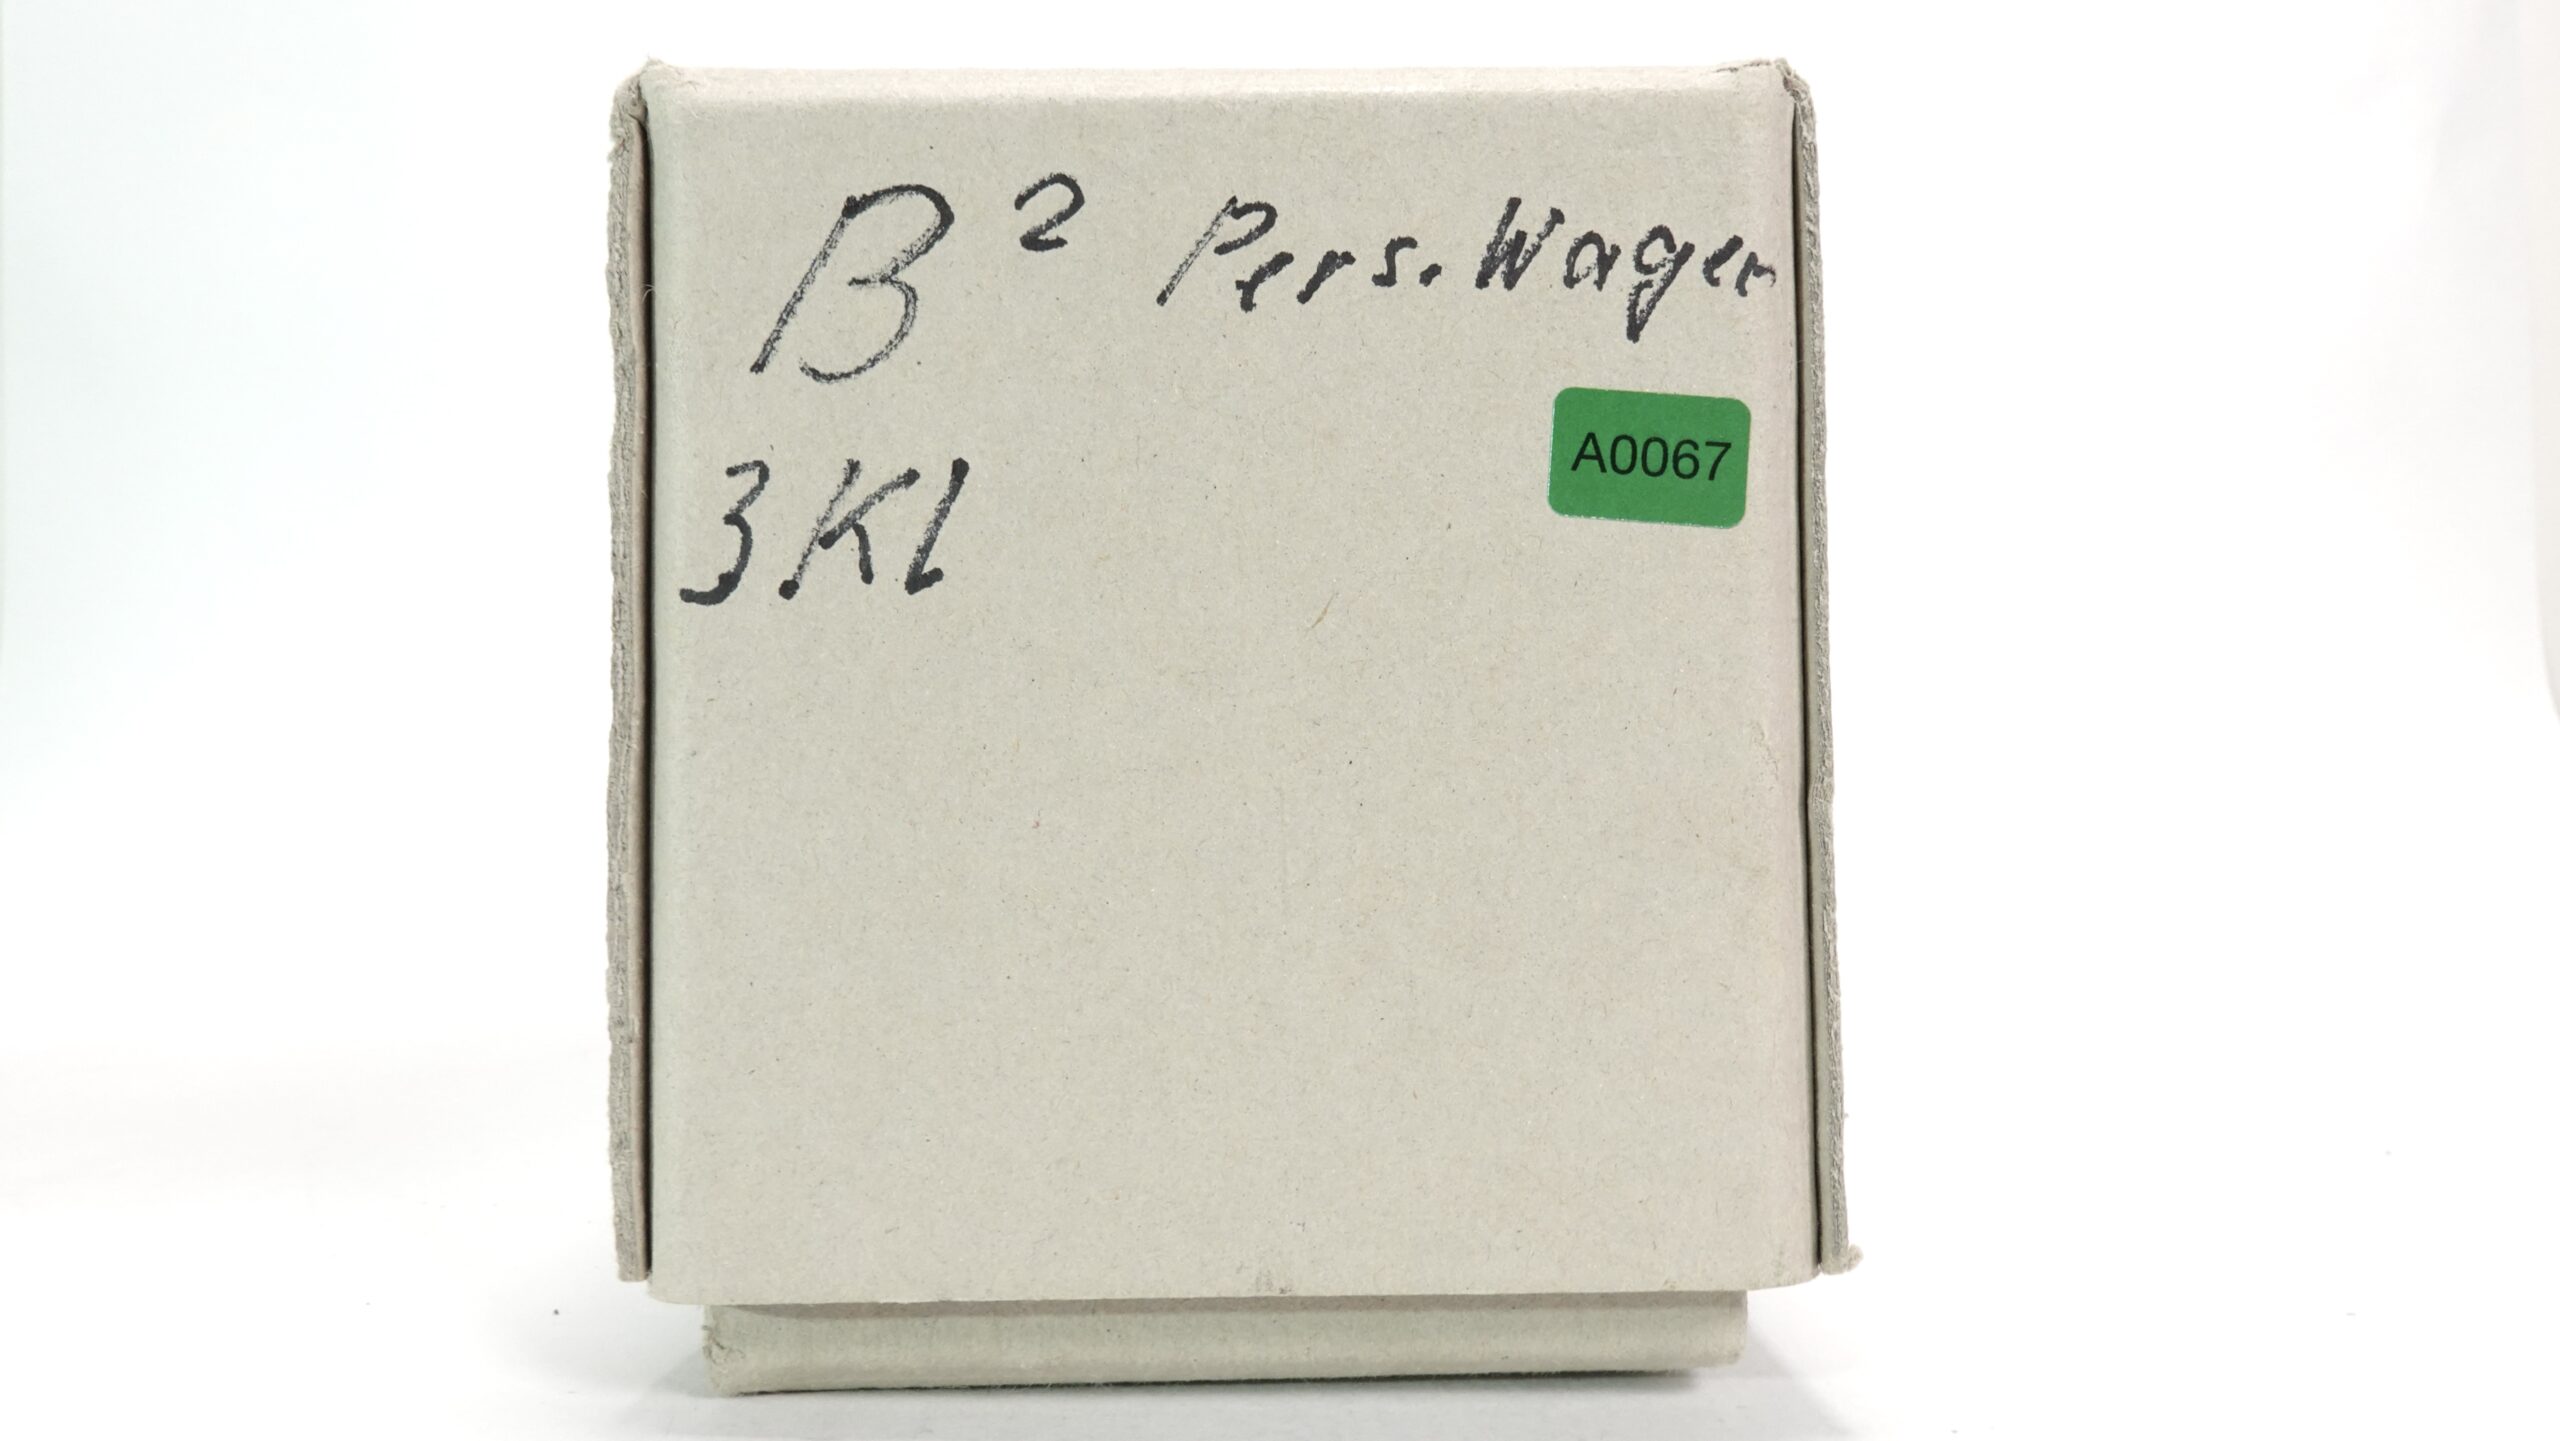 B² Pers. Wagen
A0067
3.Kl